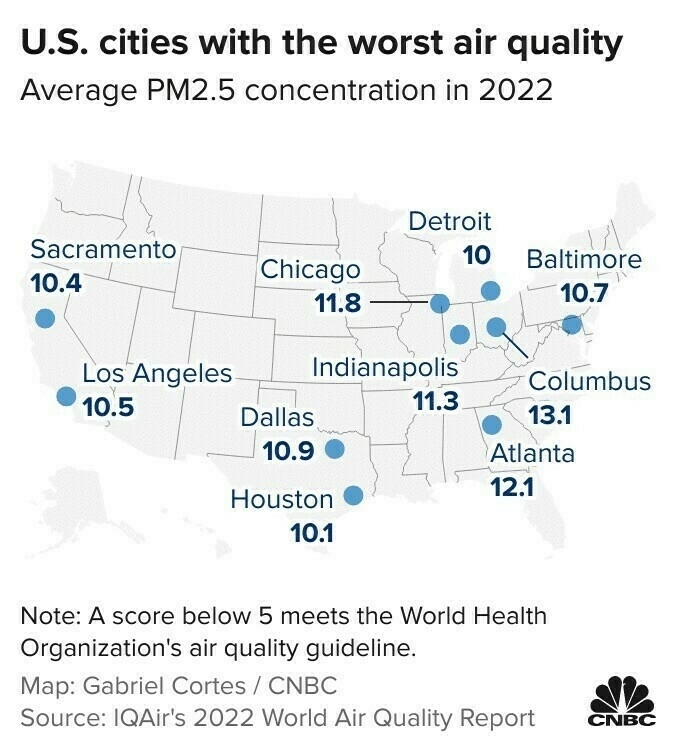 U.S. cities with the worst air quality
Average PM2.5 concentration in 2022
Detroit
10
Sacramento
10.4
Chicago
11.8
Baltimore
10.7
Los Angeles
10.5
Indianapolis
11.3
Columbus
13.1
Dallas
10.9
Atlanta
12.1
Houston
10.1
Note: A score below 5 meets the World Health
Organization's air quality guideline.
Map: Gabriel Cortes / CNBC
Source: IQAir's 2022 World Air Quality Report
CNBC